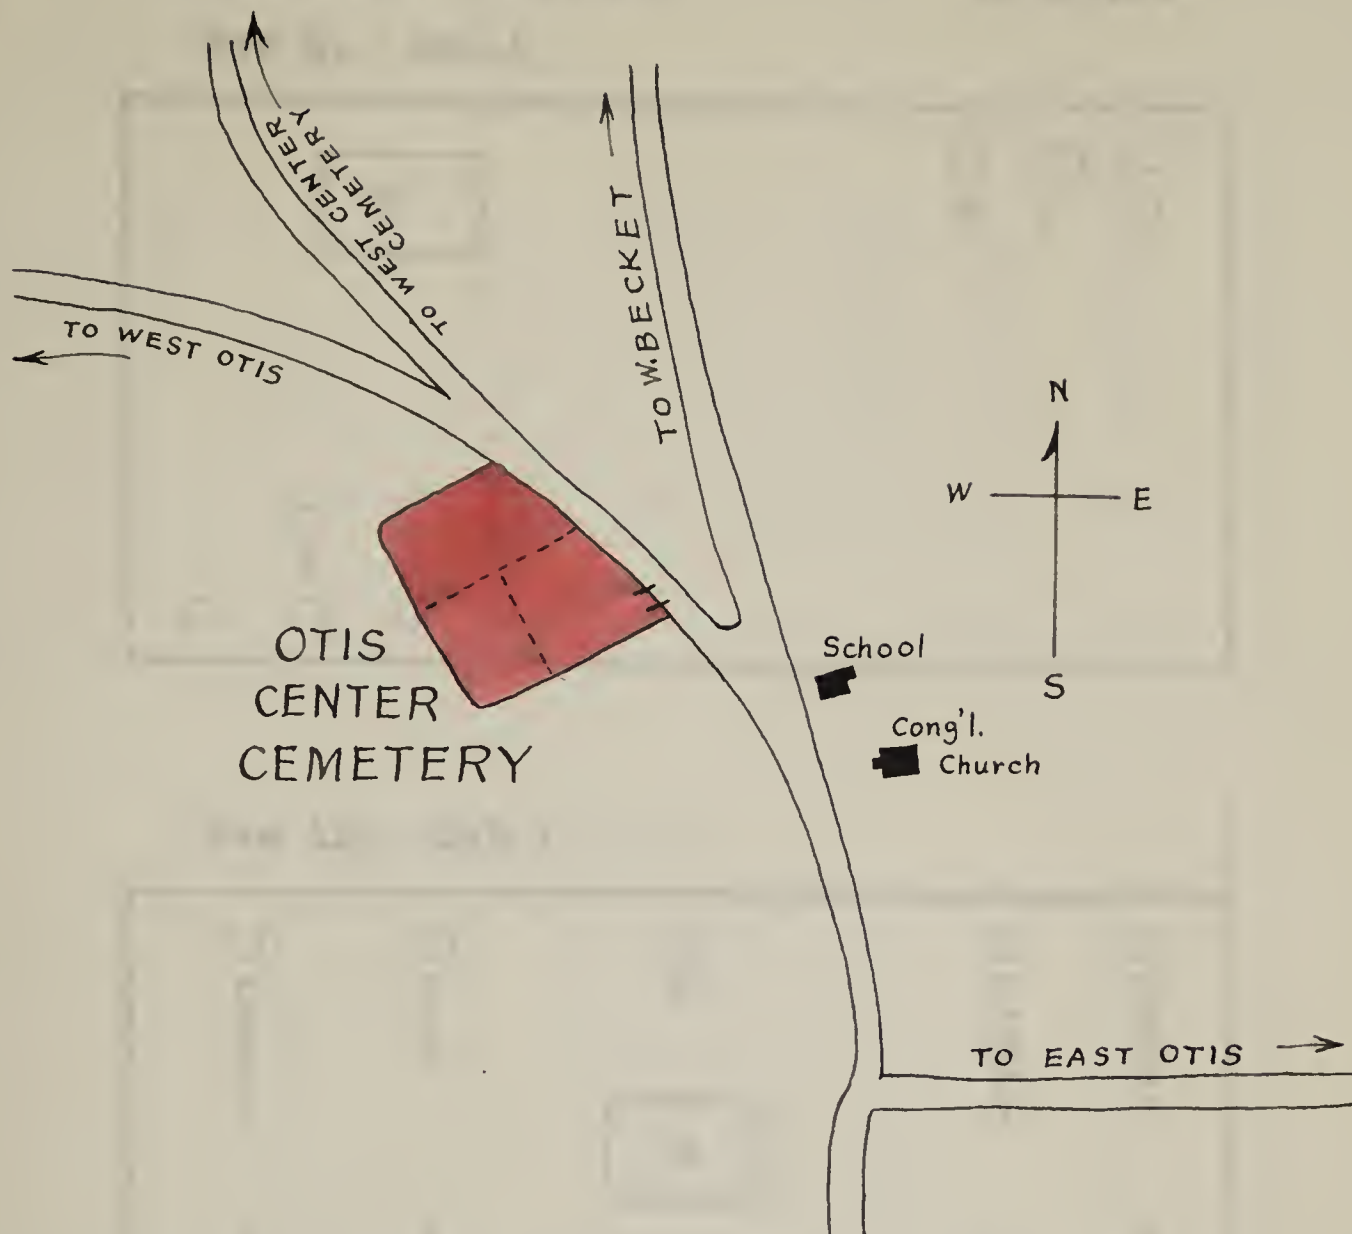 TO WEST CENTER
CEMETERY
TO W. BECKET
TO WEST OTIS
N
W
E
S
OTIS
CENTER
CEMETERY
School
Cong'l.
Church
TO EAST OTIS